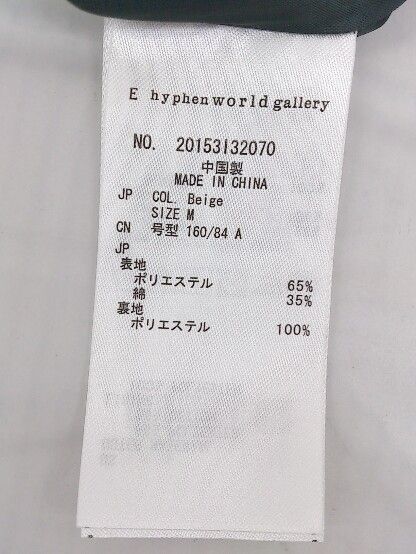 E hyphen world gallery
NO. 20153132070
中国製
MADE IN CHINA
JP COL. Beige
SIZE M
CN 号型 160/84 A
JP
表地
ポリエステル 65%
綿 35%
裏地
ポリエステル 100%